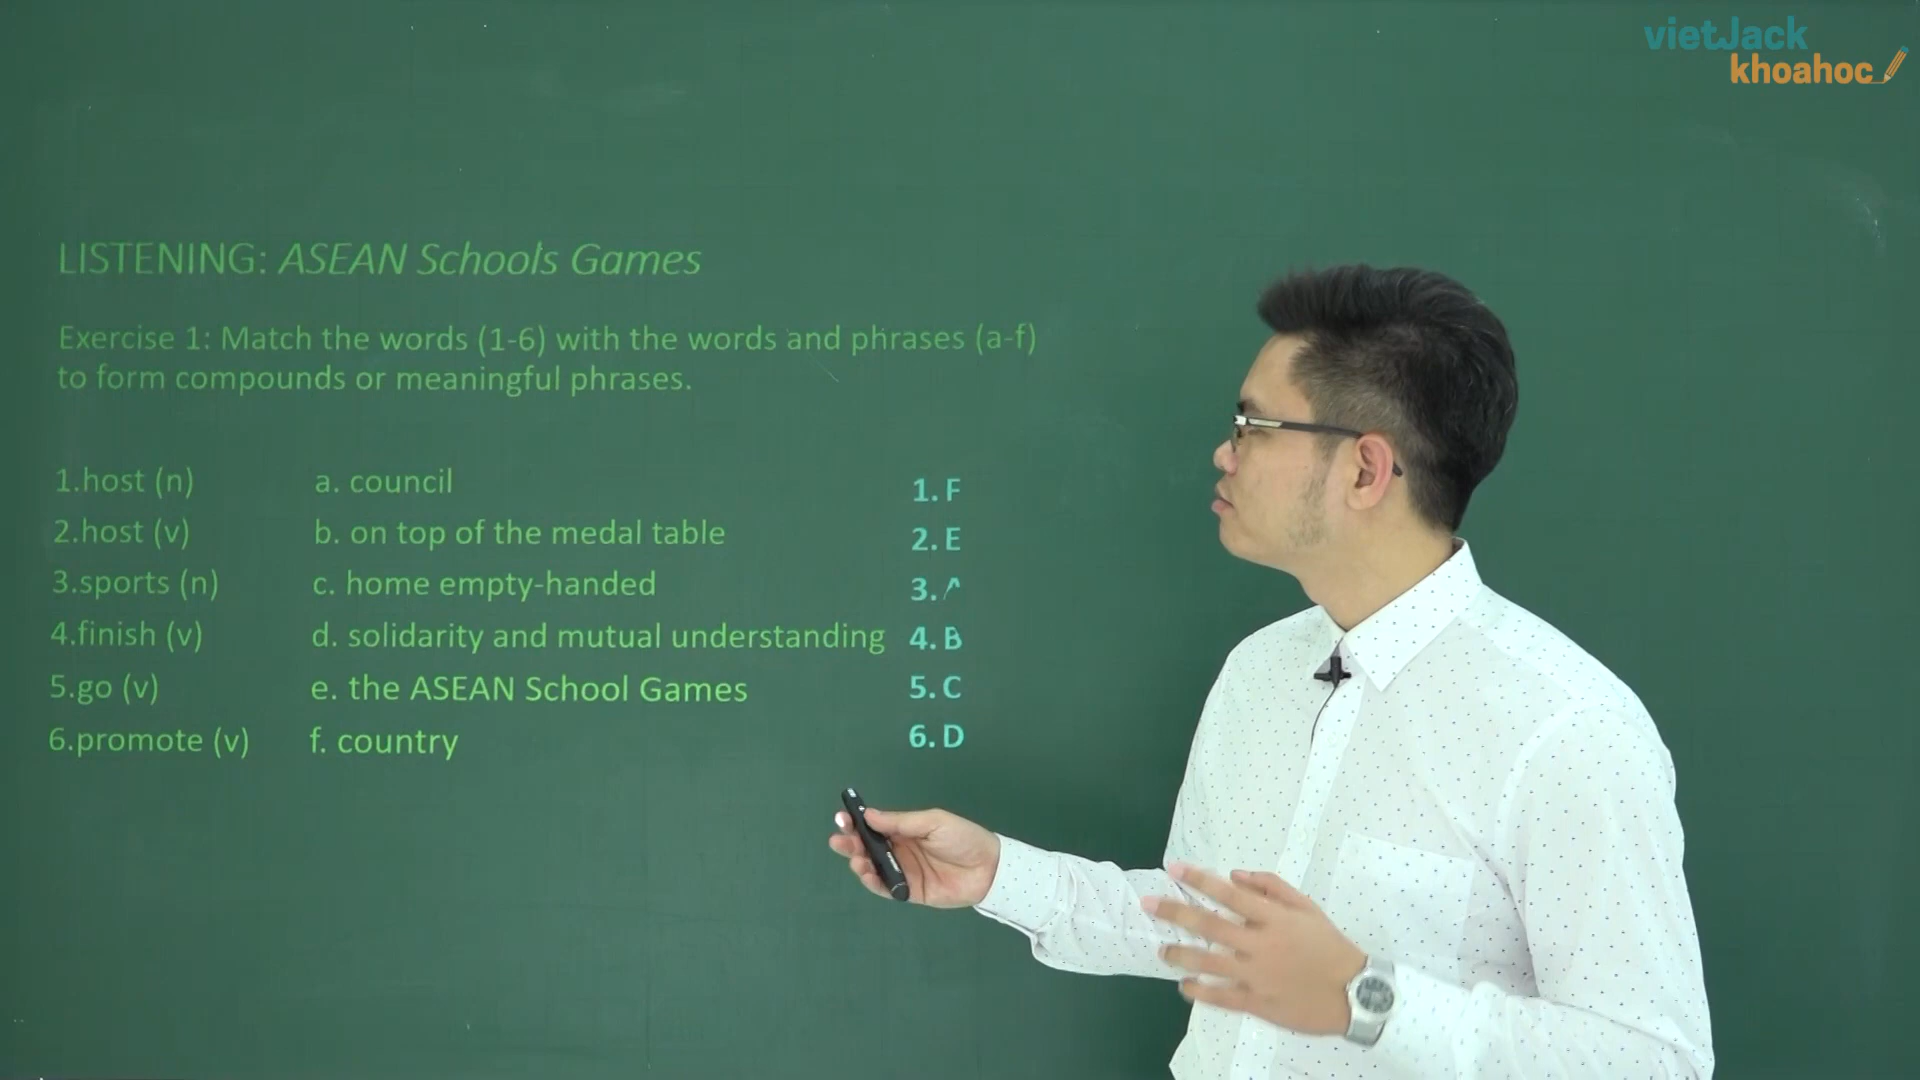 vietJack
khoahoc
LISTENING: ASEAN Schools Games
Exercise 1: Match the words (1-6) with the words and phrases (a-f)
to form compounds or meaningful phrases.
1.host (n) a. council 1. F
2.host (v) b. on top of the medal table 2. E
3.sports (n) c. home empty-handed 3. A
4.finish (v) d. solidarity and mutual understanding 4. B
5.go (v) e. the ASEAN School Games 5. C
6.promote (v) f. country 6. D